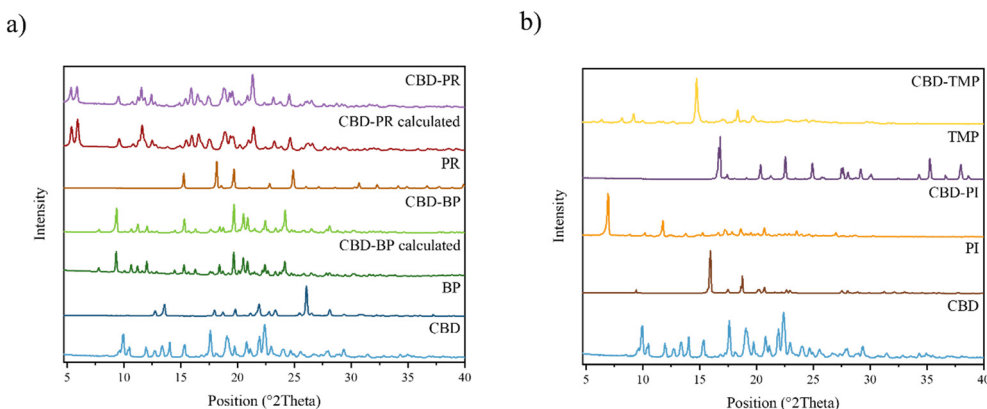 a)
CBD-PR
CBD-PR calculated
PR
CBD-BP
CBD-BP calculated
BP
CBD
Intensity
5 10 15 20 25 30 35 40
Position (°2Theta)
b)
CBD-TMP
TMP
CBD-PI
PI
CBD
Intensity
5 10 15 20 25 30 35 40
Position (°2Theta)